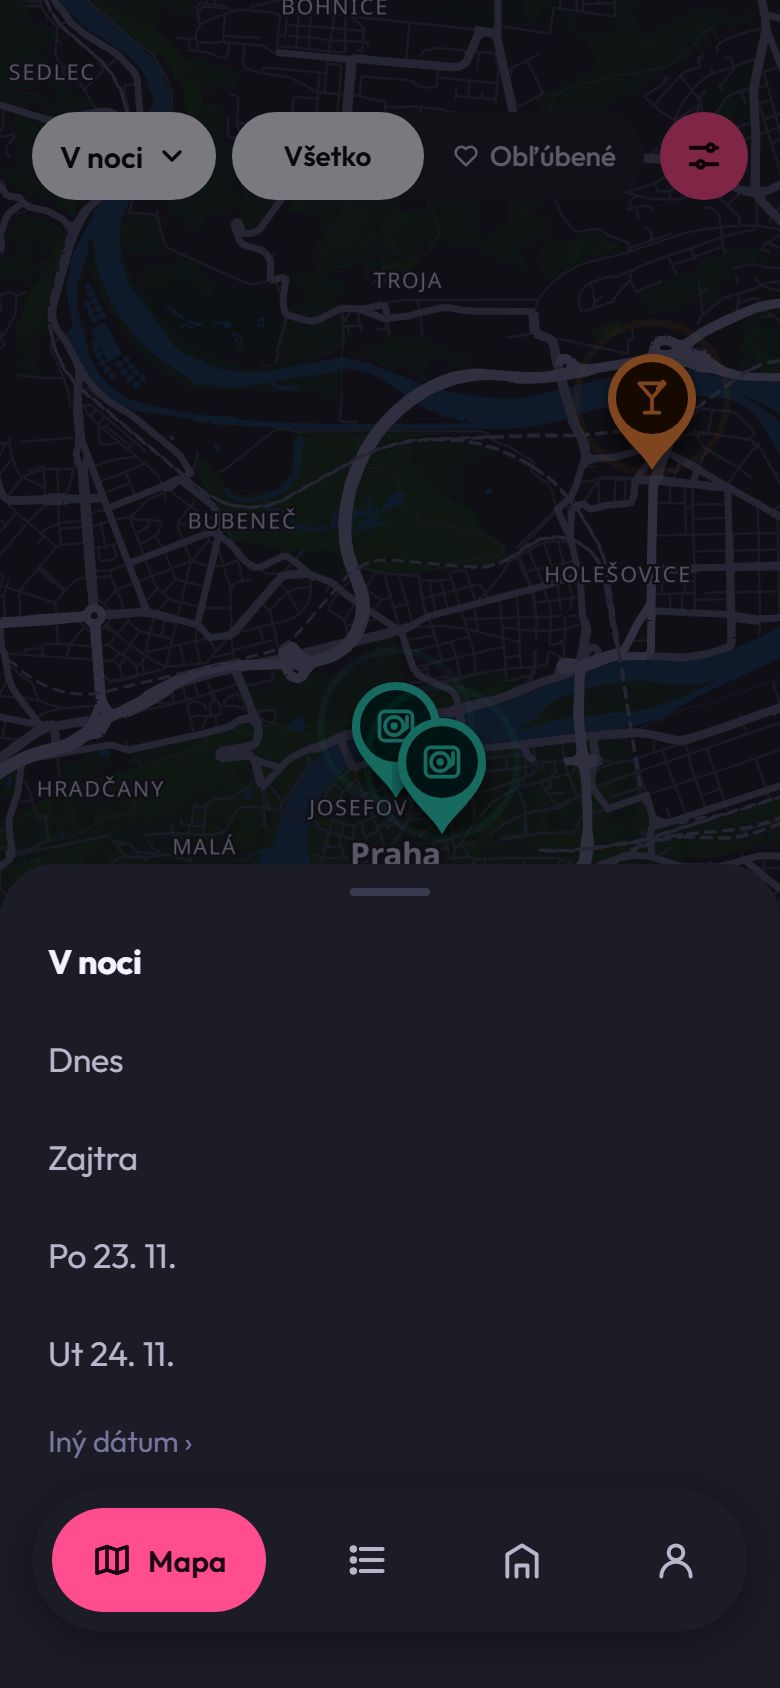 BOHNICE
SEDLEC
V noci
Všetko
Obľúbené
TROJA
BUBENEČ
HOLEŠOVICE
HRADČANY
JOSEFOV
MALÁ
Praha
V noci
Dnes
Zajtra
Po 23. 11.
Ut 24. 11.
Iný dátum ›
Mapa